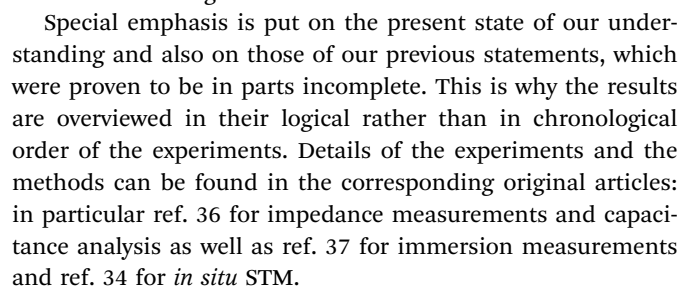 Special emphasis is put on the present state of our under-
standing and also on those of our previous statements, which
were proven to be in parts incomplete. This is why the results
are overviewed in their logical rather than in chronological
order of the experiments. Details of the experiments and the
methods can be found in the corresponding original articles:
in particular ref. 36 for impedance measurements and capaci-
tance analysis as well as ref. 37 for immersion measurements
and ref. 34 for in situ STM.